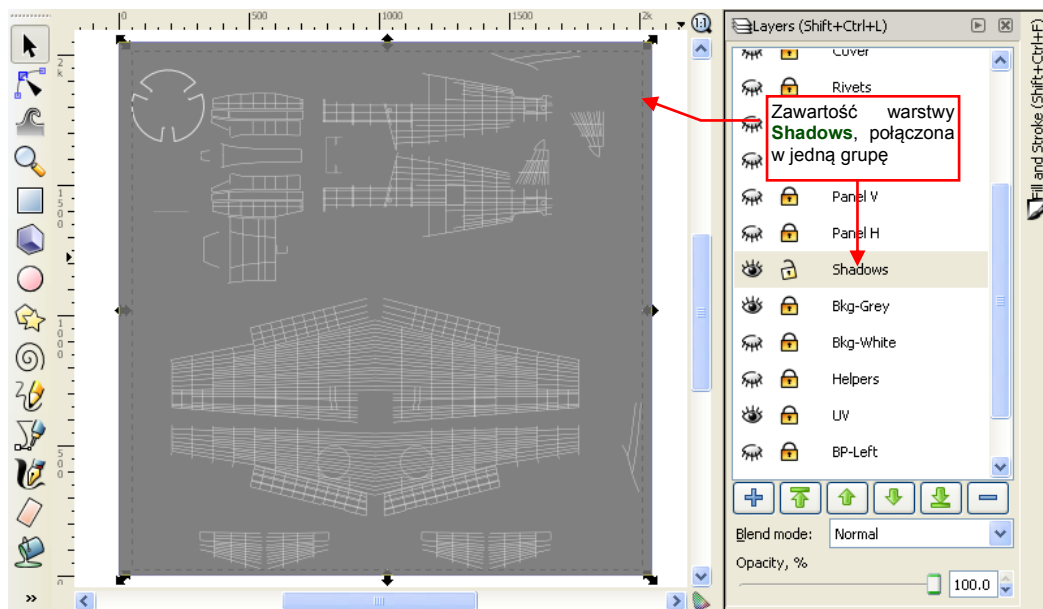 0 500 1000 1500 2k
Layers (Shift+Ctrl+L)
Cover
Rivets
Zawartość warstwy
Shadows, połączona
w jedną grupę
Panel V
Panel H
Shadows
Bkg-Grey
Bkg-White
Helpers
UV
BP-Left
Blend mode: Normal
Opacity, %
100.0
Fill and Stroke (Shift+Ctrl+F)
2k
1500
1000
500
0
1:1
»